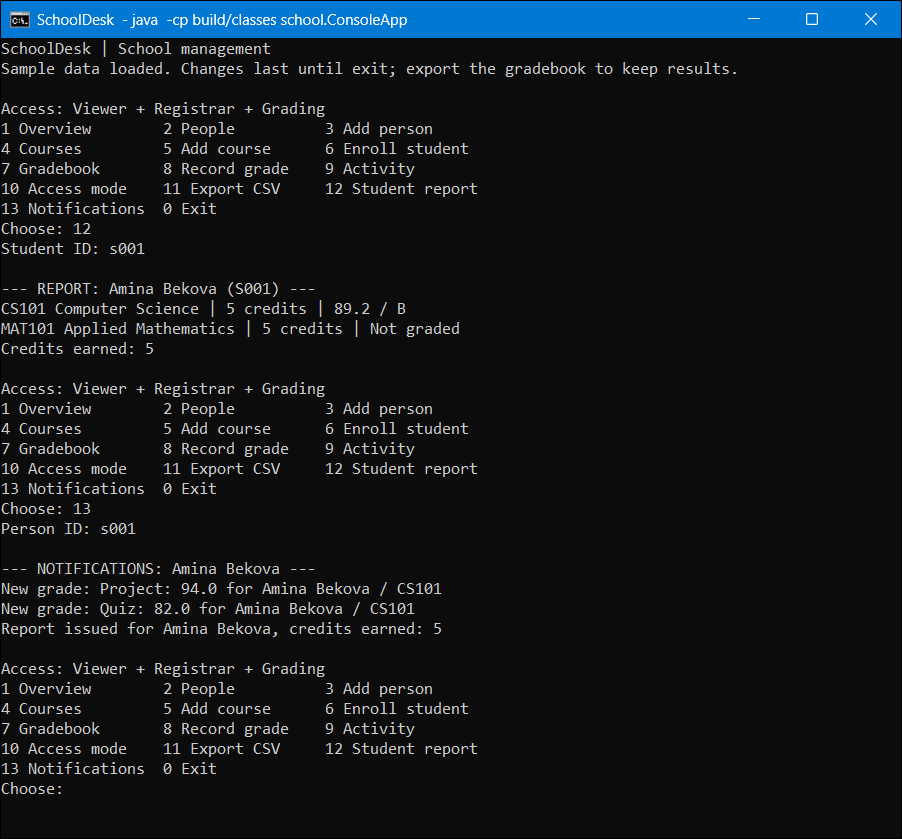 SchoolDesk - java -cp build/classes school.ConsoleApp
SchoolDesk | School management
Sample data loaded. Changes last until exit; export the gradebook to keep results.
Access: Viewer + Registrar + Grading
1 Overview 2 People 3 Add person
4 Courses 5 Add course 6 Enroll student
7 Gradebook 8 Record grade 9 Activity
10 Access mode 11 Export CSV 12 Student report
13 Notifications 0 Exit
Choose: 12
Student ID: s001
--- REPORT: Amina Bekova (S001) ---
CS101 Computer Science | 5 credits | 89.2 / B
MAT101 Applied Mathematics | 5 credits | Not graded
Credits earned: 5
Access: Viewer + Registrar + Grading
1 Overview 2 People 3 Add person
4 Courses 5 Add course 6 Enroll student
7 Gradebook 8 Record grade 9 Activity
10 Access mode 11 Export CSV 12 Student report
13 Notifications 0 Exit
Choose: 13
Person ID: s001
--- NOTIFICATIONS: Amina Bekova ---
New grade: Project: 94.0 for Amina Bekova / CS101
New grade: Quiz: 82.0 for Amina Bekova / CS101
Report issued for Amina Bekova, credits earned: 5
Access: Viewer + Registrar + Grading
1 Overview 2 People 3 Add person
4 Courses 5 Add course 6 Enroll student
7 Gradebook 8 Record grade 9 Activity
10 Access mode 11 Export CSV 12 Student report
13 Notifications 0 Exit
Choose: